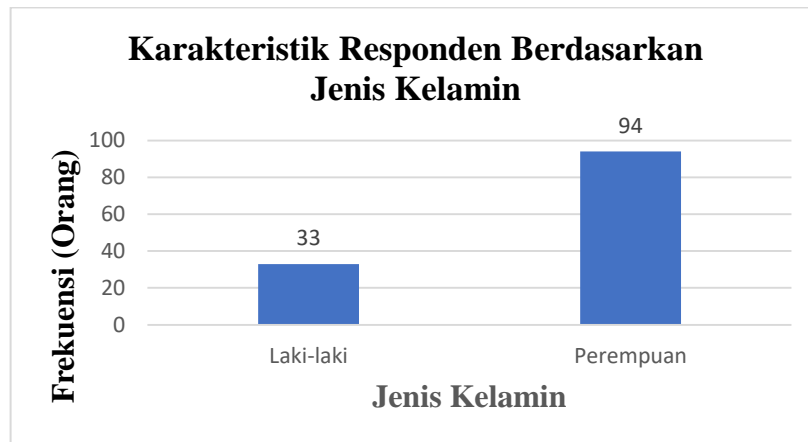 Karakteristik Responden Berdasarkan
Jenis Kelamin
Frekuensi (Orang)
100
80
60
40
20
0
33
94
Laki-laki
Perempuan
Jenis Kelamin